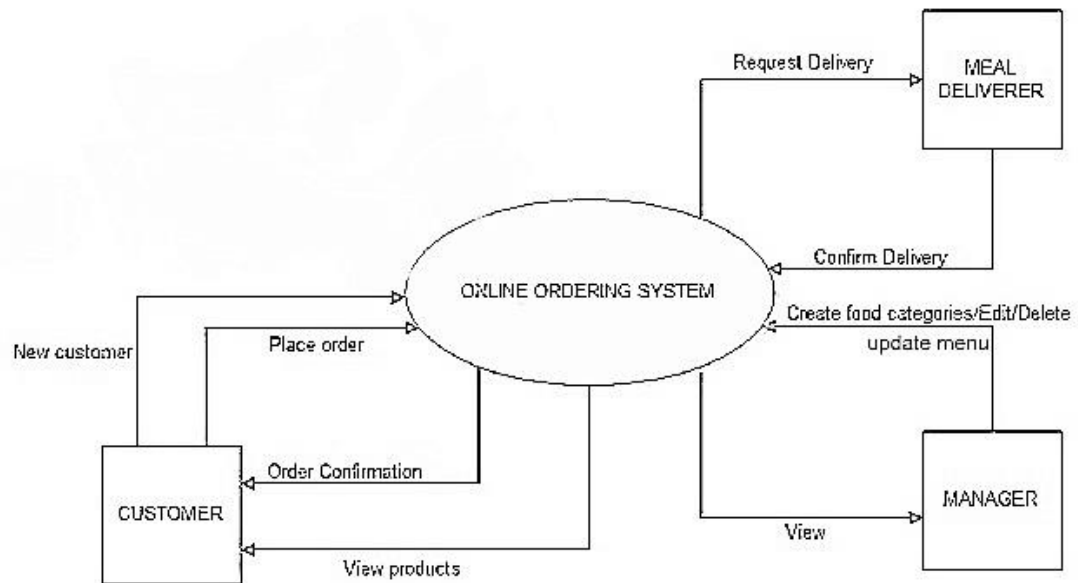 Request Delivery
MEAL
DELIVERER
Confirm Delivery
OXLINE ORDERING SYSTEM
Create food categories/Edit/Delete
update menu
New customer
Place order
Order Confirmation
CUSTOMER
MANAGER
View
View products